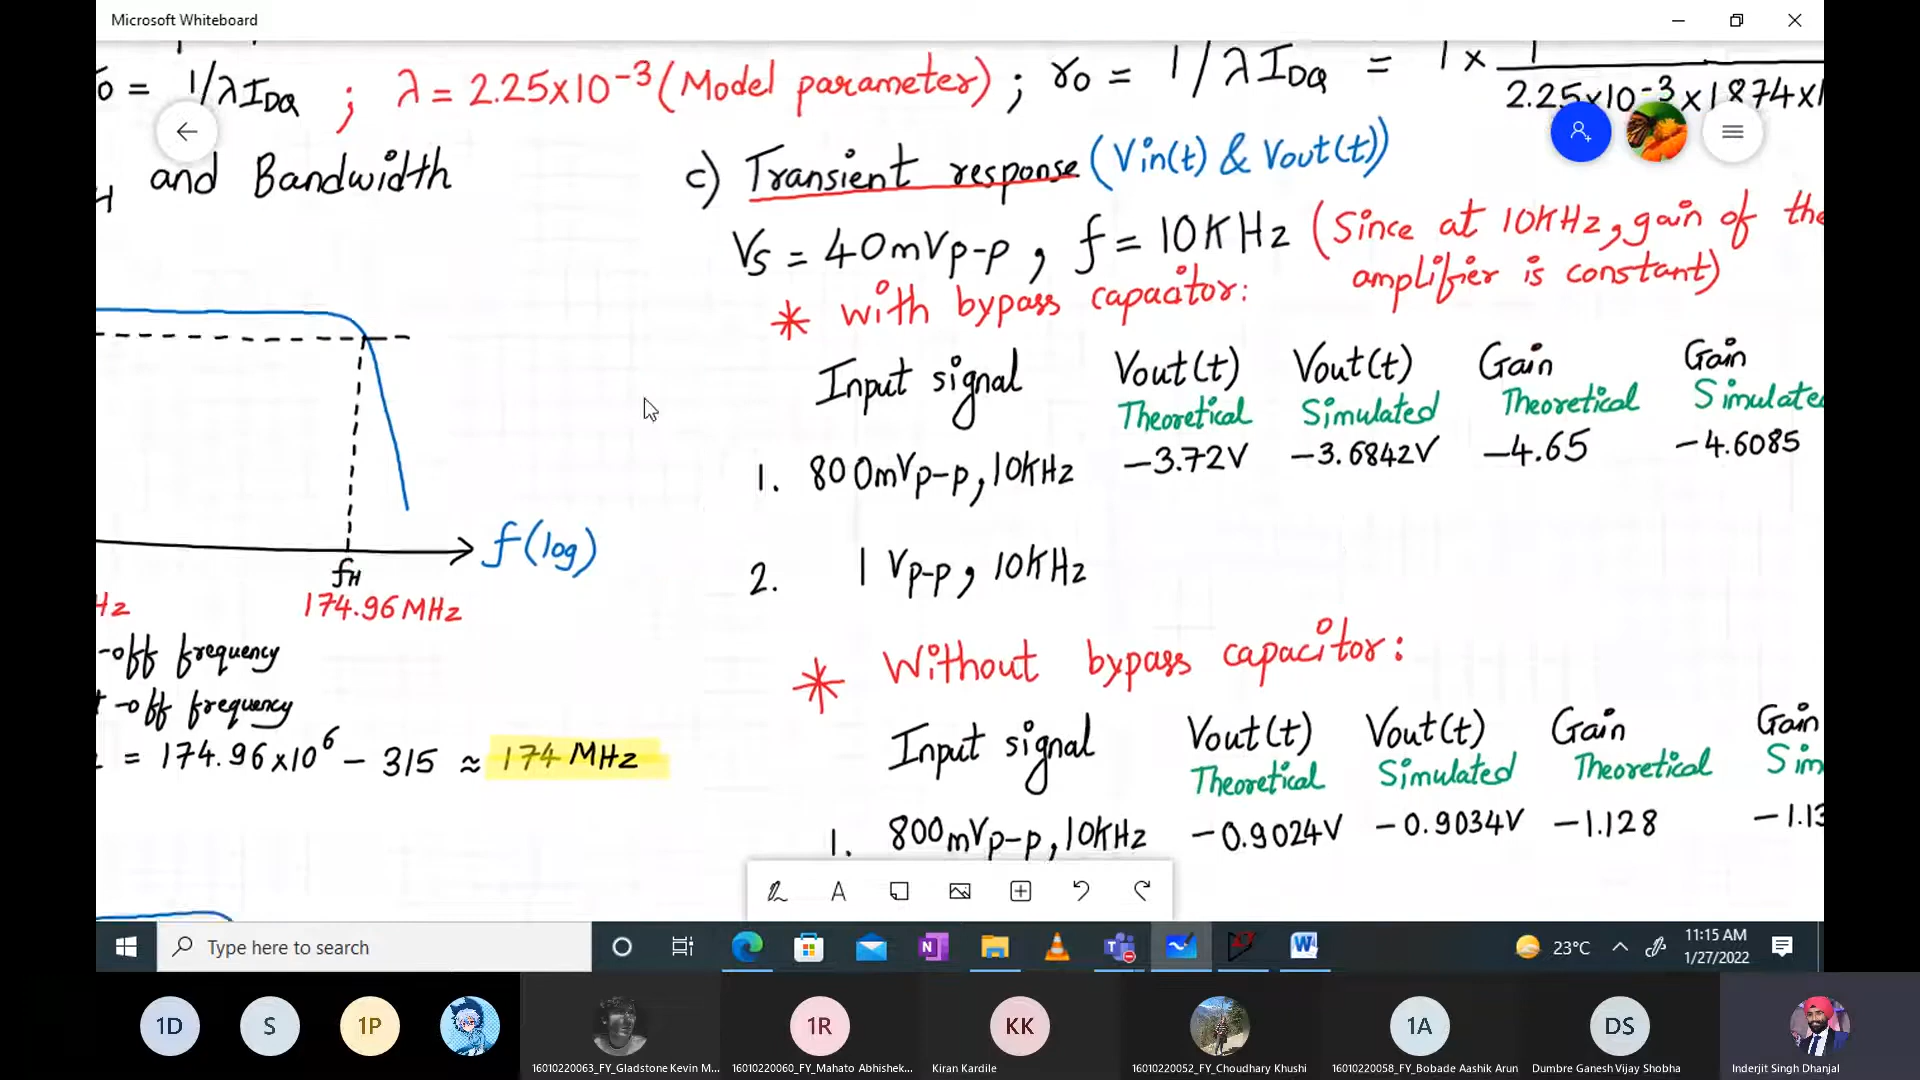 Microsoft Whiteboard
ro = 1/λIDQ ; λ = 2.25x10-3 (Model parameter) ; ro = 1/λIDQ = 1 x 1
2.25x10-3x1874x1
and Bandwidth
f(log)
fH
Hz 174.96MHz
-off frequency
-off frequency
= 174.96x10^6 - 315 ≈ 174 MHz
c) Transient response (Vin(t) & Vout(t))
Vs = 40mVp-p, f = 10KHz (Since at 10KHz, gain of the
amplifier is constant)
* With bypass capacitor:
Input signal Vout(t) Vout(t) Gain Gain
Theoretical Simulated Theoretical Simulate
1. 800mVp-p, 10KHz -3.72V -3.6842V -4.65 -4.6085
2. 1 Vp-p, 10KHz
* Without bypass capacitor:
Input signal Vout(t) Vout(t) Gain Gain
Theoretical Simulated Theoretical Sim
1. 800mVp-p, 10KHz -0.9024V -0.9034V -1.128 -1.13
A
Type here to search
23°C
11:15 AM
1/27/2022
1D S 1P 1R KK 1A DS
16010220063_FY_Gladstone Kevin M...
16010220060_FY_Mahato Abhishek...
Kiran Kardile
16010220052_FY_Choudhary Khushi
16010220058_FY_Bobade Aashik Arun
Dumbre Ganesh Vijay Shobha
Inderjit Singh Dhanjal